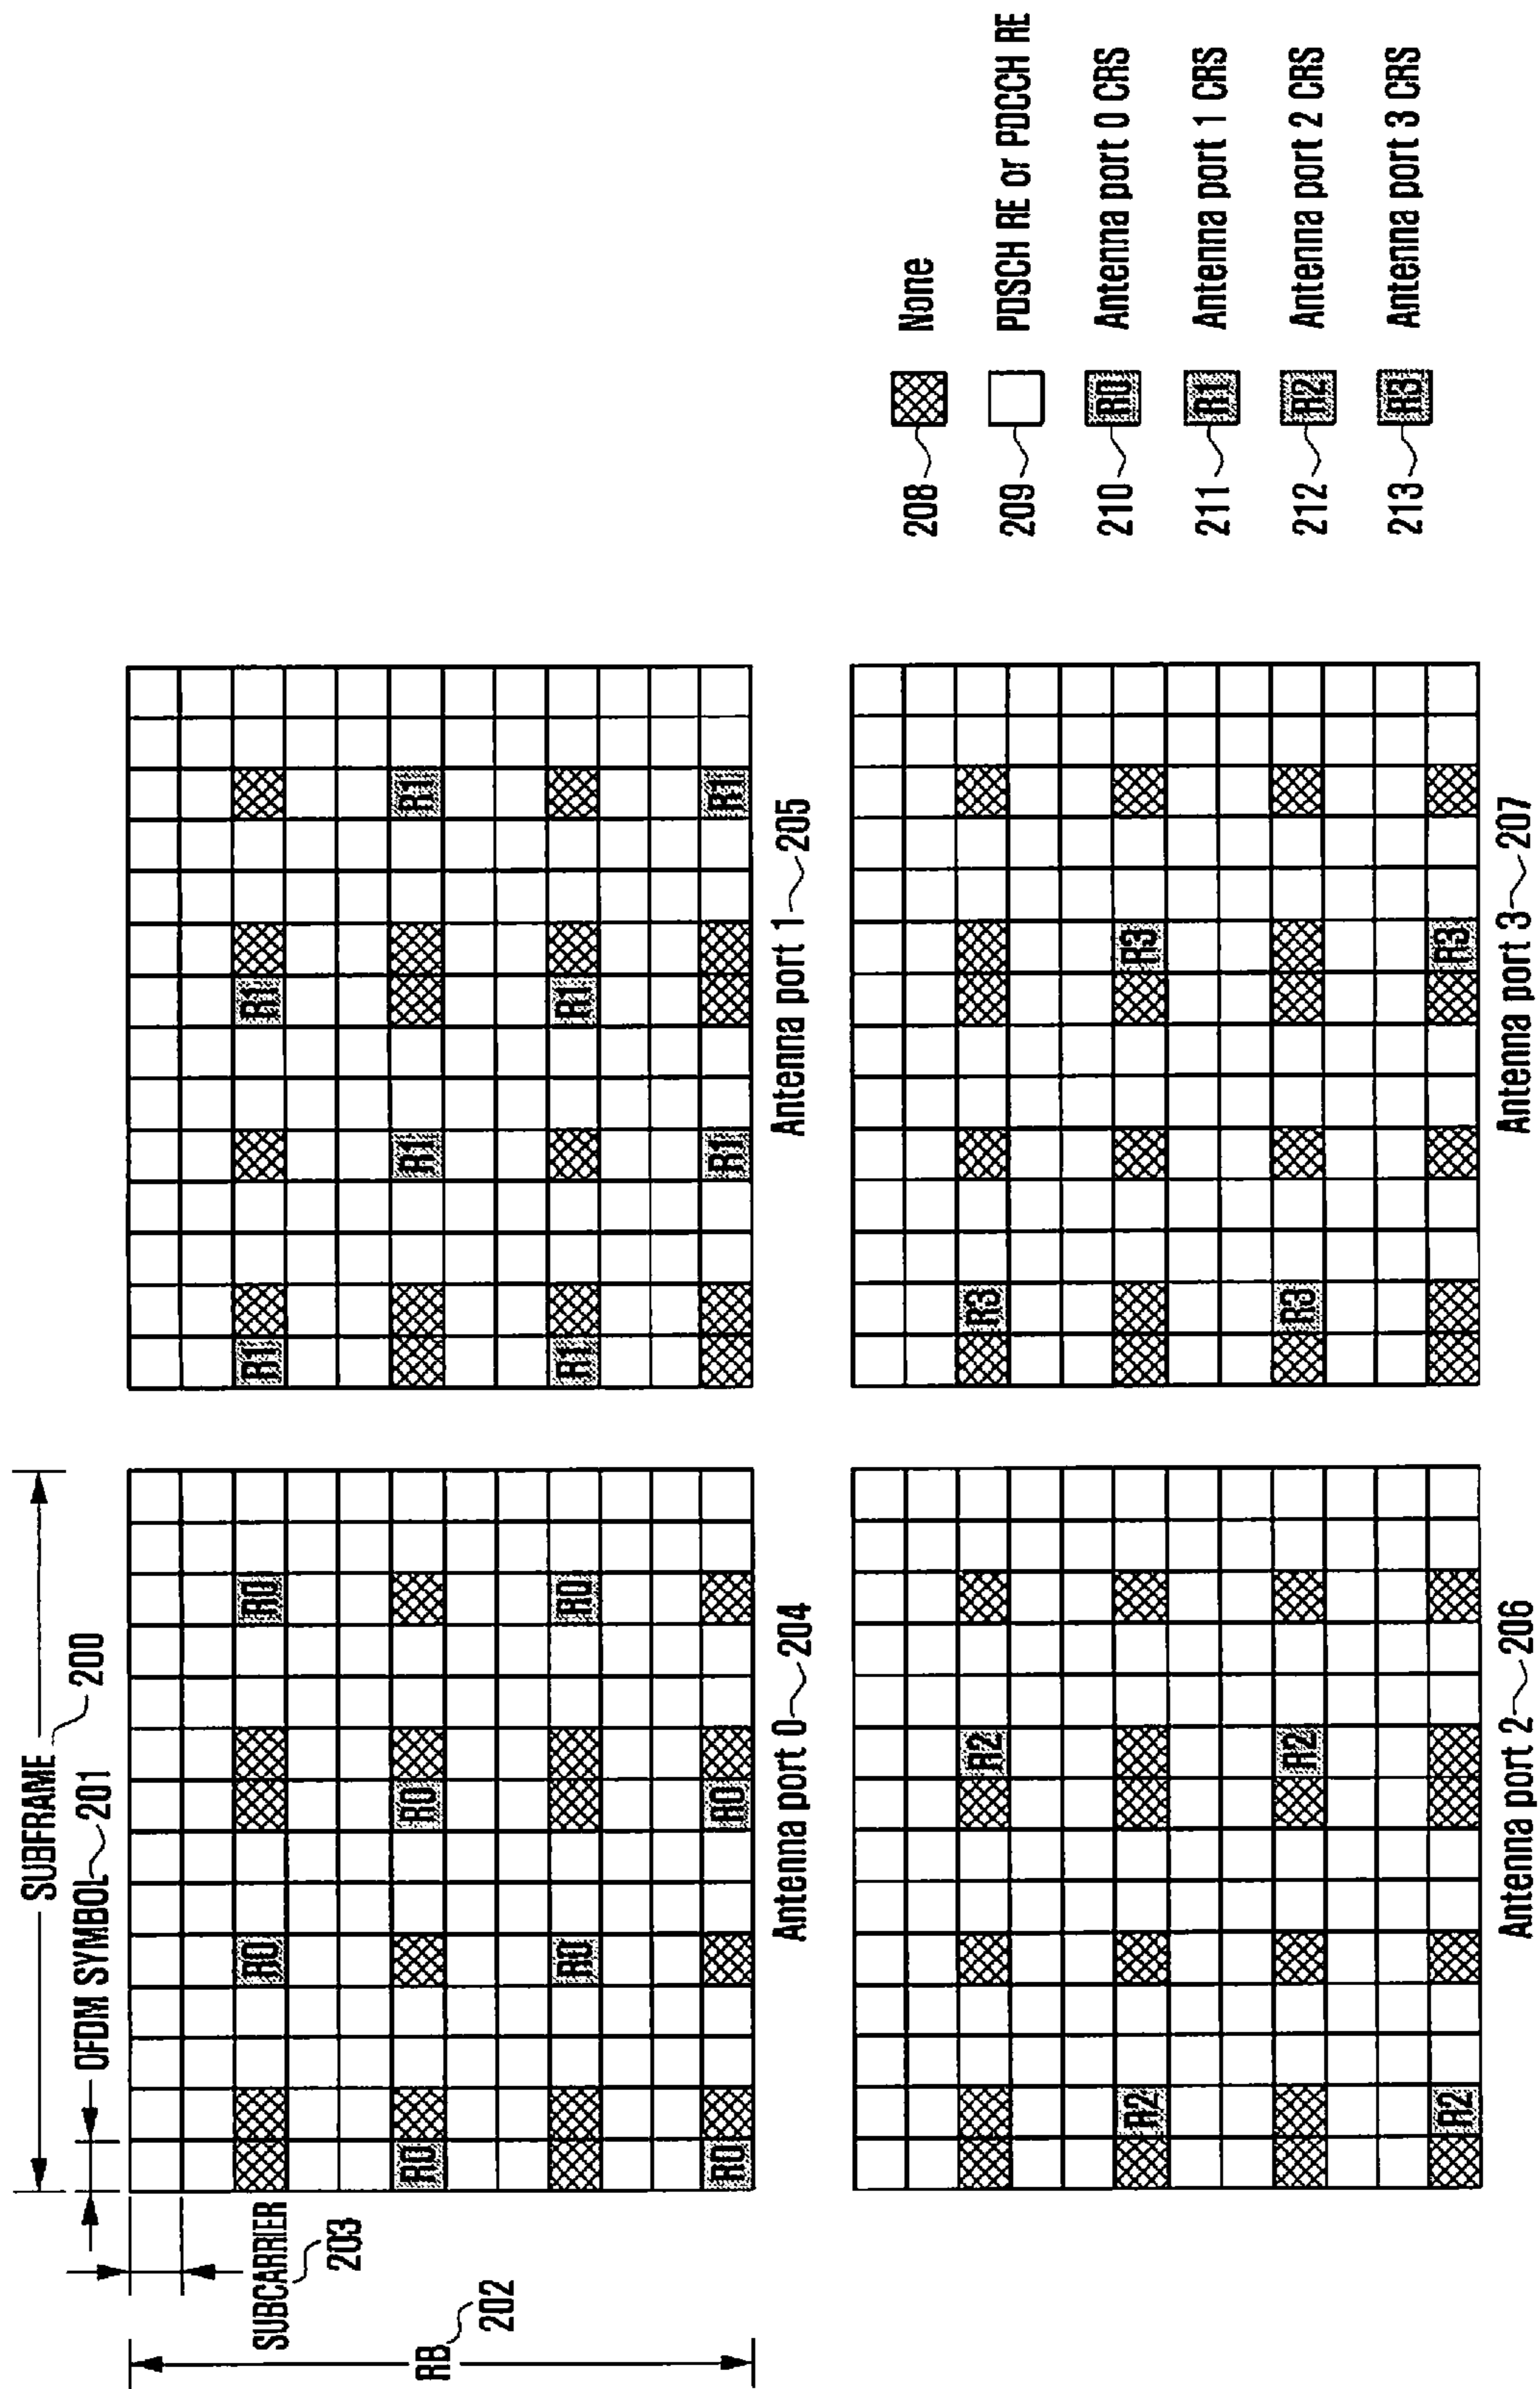 SUBFRAME 200
OFDM SYMBOL 201
SUBCARRIER
203
RB
202
R0 R0
R0 R0
R0 R0
R0 R0
Antenna port 0 204
R1 R1
R1 R1
R1 R1
R1 R1
Antenna port 1 205
R2
R2
R2
R2
Antenna port 2 206
R3
R3
R3
R3
Antenna port 3 207
208 None
209 PDSCH RE or PDCCH RE
210 R0 Antenna port 0 CRS
211 R1 Antenna port 1 CRS
212 R2 Antenna port 2 CRS
213 R3 Antenna port 3 CRS